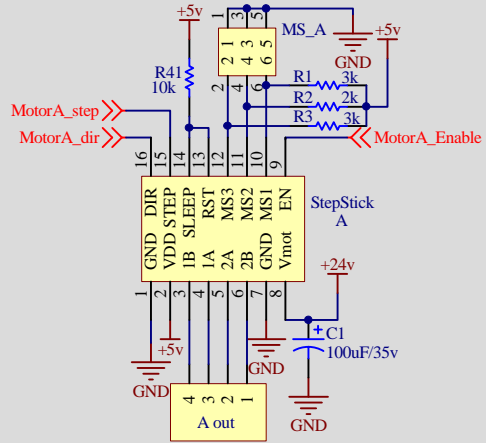 +5v
1 3 5
MS_A
2 4 6
2 4 6
GND
+5v
R41
10k
R1 3k
R2 2k
R3 3k
MotorA_step
MotorA_dir
MotorA_Enable
16 15 14 13 12 11 10 9
DIR STEP SLEEP RST MS3 MS2 MS1 EN
StepStick
A
GND VDD 1B 1A 2A 2B GND Vmot
1 2 3 4 5 6 7 8
+24v
+5v
GND
GND
C1
100uF/35v
GND
4 3 2 1
A out